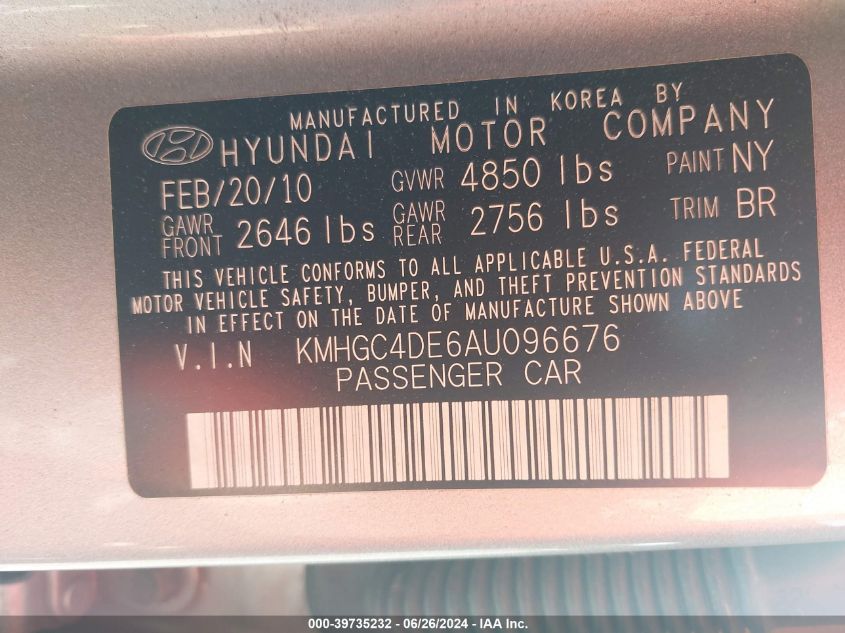 MANUFACTURED IN KOREA BY
HYUNDAI MOTOR COMPANY
FEB/20/10 GVWR 4850 lbs PAINT NY
GAWR FRONT 2646 lbs GAWR REAR 2756 lbs TRIM BR
THIS VEHICLE CONFORMS TO ALL APPLICABLE U.S.A. FEDERAL
MOTOR VEHICLE SAFETY, BUMPER, AND THEFT PREVENTION STANDARDS
IN EFFECT ON THE DATE OF MANUFACTURE SHOWN ABOVE
V.I.N KMHGC4DE6AU096676
PASSENGER CAR
000-39735232 / 06/26/2024 - IAA Inc.